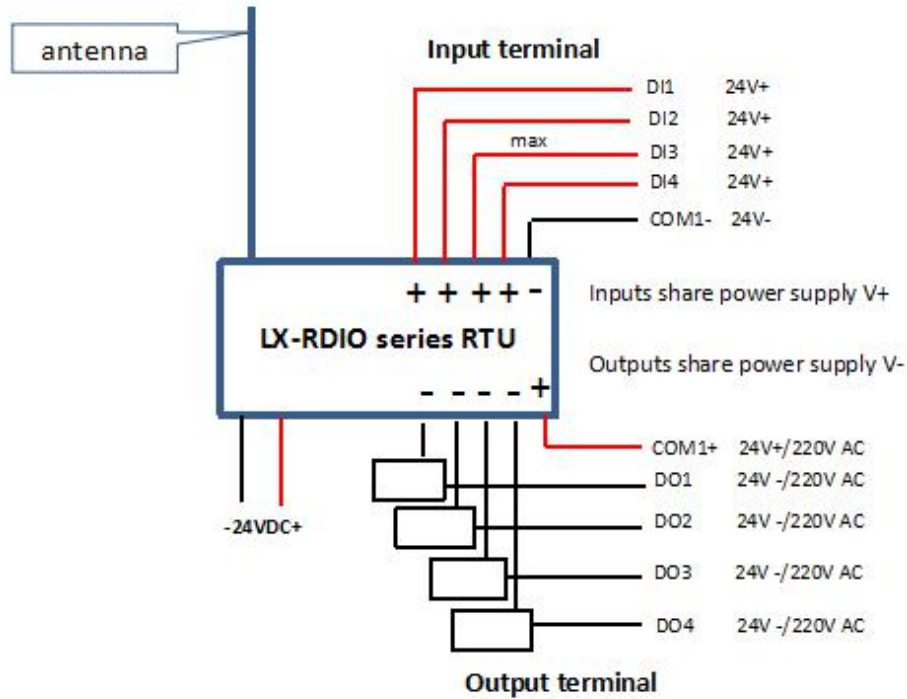 antenna
Input terminal
DI1 24V+
DI2 24V+
max
DI3 24V+
DI4 24V+
COM1- 24V-
+ + + + -
Inputs share power supply V+
LX-RDIO series RTU
Outputs share power supply V-
- - - - +
COM1+ 24V+/220V AC
DO1 24V -/220V AC
-24VDC+
DO2 24V -/220V AC
DO3 24V -/220V AC
DO4 24V -/220V AC
Output terminal